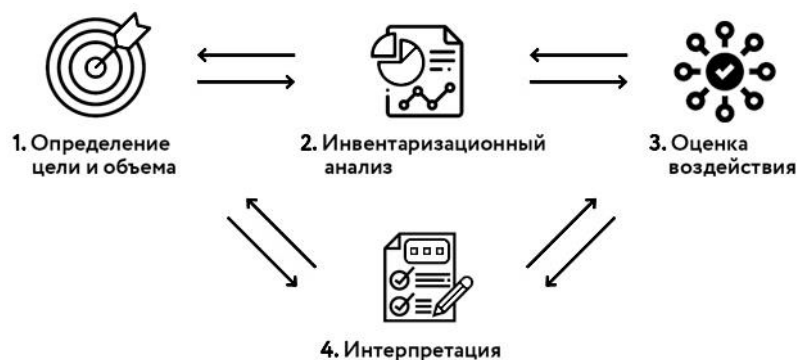 1. Определение
цели и объема
2. Инвентаризационный
анализ
3. Оценка
воздействия
4. Интерпретация